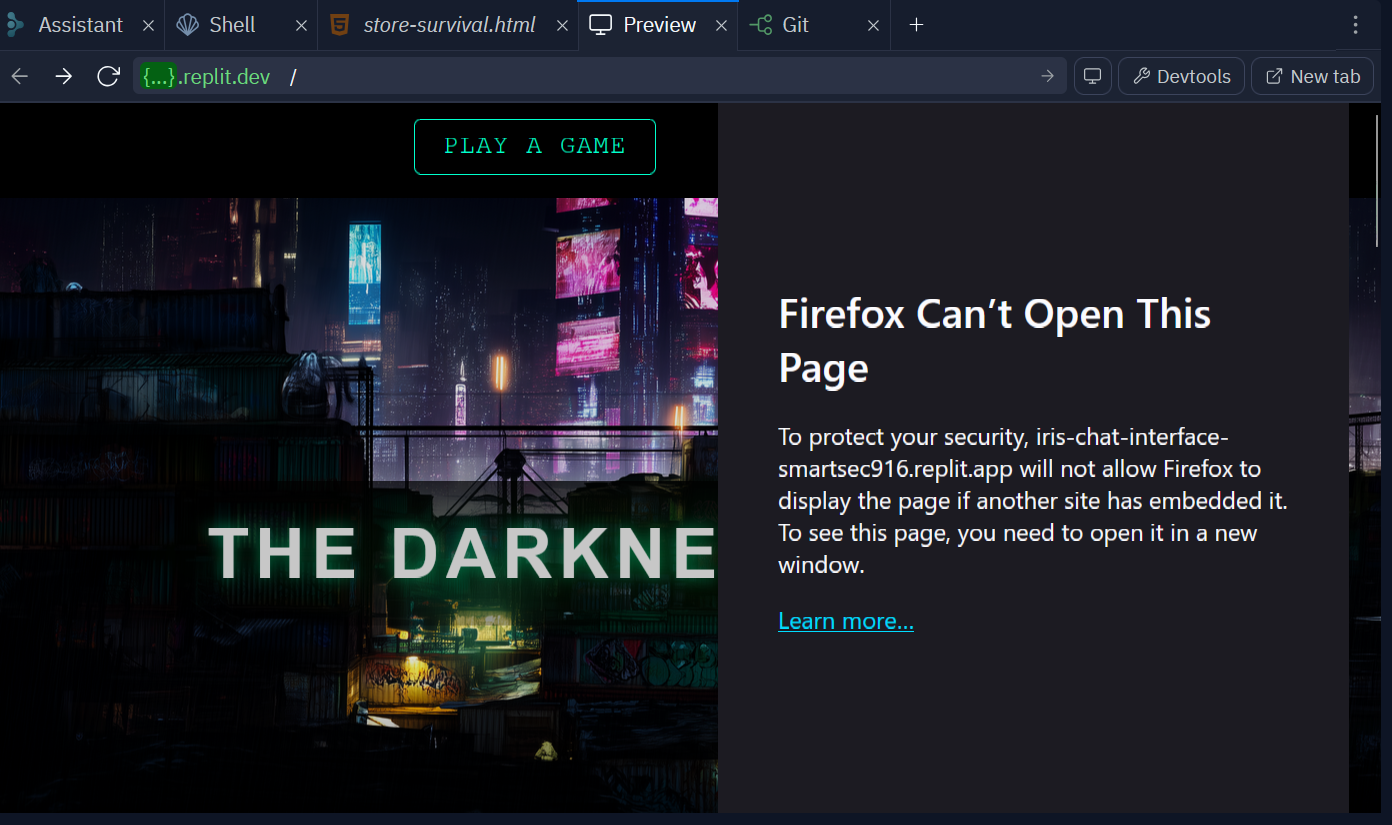 Assistant
Shell
store-survival.html
Preview
Git
{...}.replit.dev /
Devtools
New tab
PLAY A GAME
THE DARKNE
Firefox Can’t Open This
Page
To protect your security, iris-chat-interface-
smartsec916.replit.app will not allow Firefox to
display the page if another site has embedded it.
To see this page, you need to open it in a new
window.
Learn more…